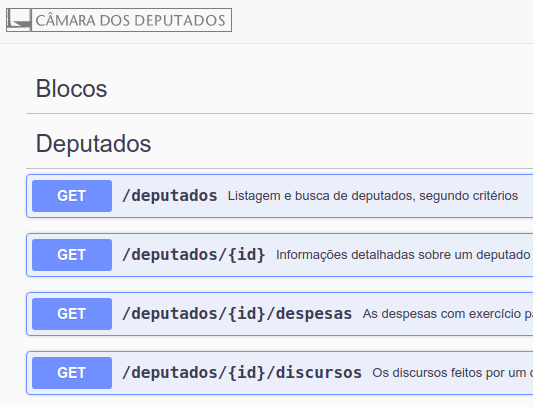 CÂMARA DOS DEPUTADOS
Blocos
Deputados
GET /deputados Listagem e busca de deputados, segundo critérios
GET /deputados/{id} Informações detalhadas sobre um deputado
GET /deputados/{id}/despesas As despesas com exercício
GET /deputados/{id}/discursos Os discursos feitos por um